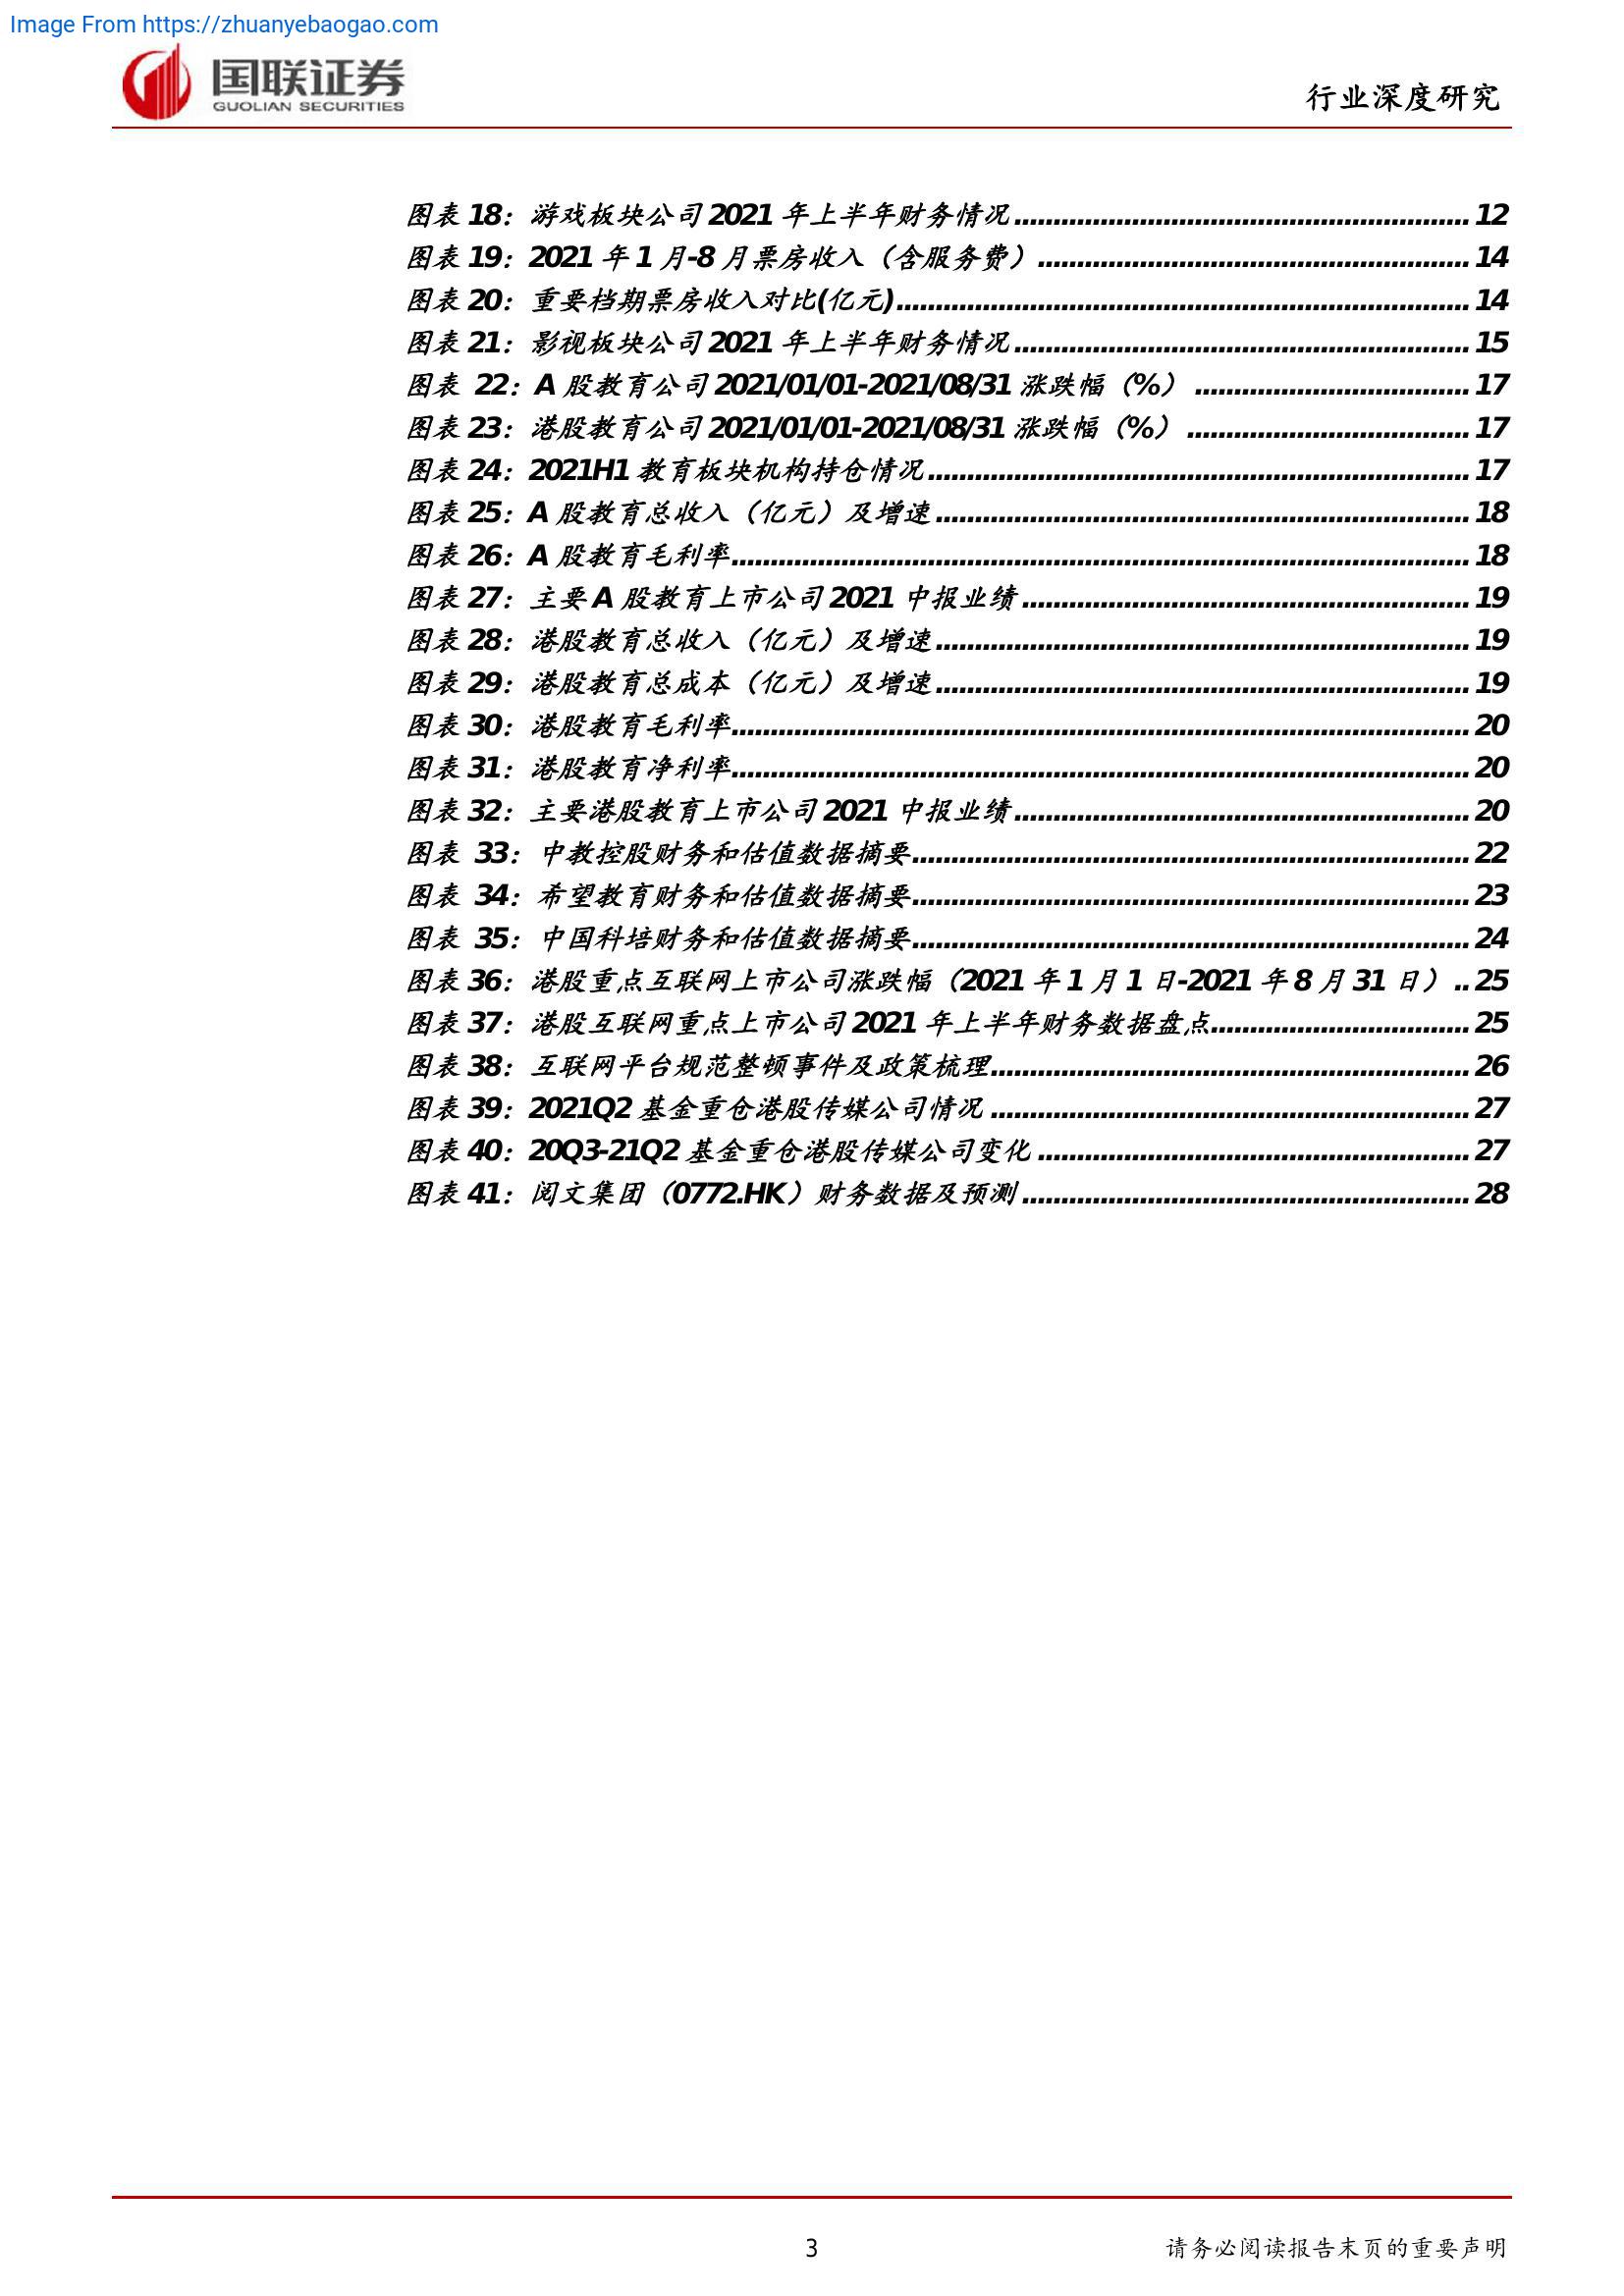 Image From https://zhuanyebaogao.com
国联证券
GUOLIAN SECURITIES
行业深度研究
图表 18：游戏板块公司 2021 年上半年财务情况 12
图表 19：2021 年 1 月-8 月票房收入（含服务费） 14
图表 20：重要档期票房收入对比(亿元) 14
图表 21：影视板块公司 2021 年上半年财务情况 15
图表 22：A 股教育公司 2021/01/01-2021/08/31 涨跌幅（%） 17
图表 23：港股教育公司 2021/01/01-2021/08/31 涨跌幅（%） 17
图表 24：2021H1 教育板块机构持仓情况 17
图表 25：A 股教育总收入（亿元）及增速 18
图表 26：A 股教育毛利率 18
图表 27：主要 A 股教育上市公司 2021 中报业绩 19
图表 28：港股教育总收入（亿元）及增速 19
图表 29：港股教育总成本（亿元）及增速 19
图表 30：港股教育毛利率 20
图表 31：港股教育净利率 20
图表 32：主要港股教育上市公司 2021 中报业绩 20
图表 33：中教控股财务和估值数据摘要 22
图表 34：希望教育财务和估值数据摘要 23
图表 35：中国科培财务和估值数据摘要 24
图表 36：港股重点互联网上市公司涨跌幅（2021 年 1 月 1 日-2021 年 8 月 31 日） 25
图表 37：港股互联网重点上市公司 2021 年上半年财务数据盘点 25
图表 38：互联网平台规范整顿事件及政策梳理 26
图表 39：2021Q2 基金重仓港股传媒公司情况 27
图表 40：20Q3-21Q2 基金重仓港股传媒公司变化 27
图表 41：阅文集团（0772.HK）财务数据及预测 28
3
请务必阅读报告末页的重要声明